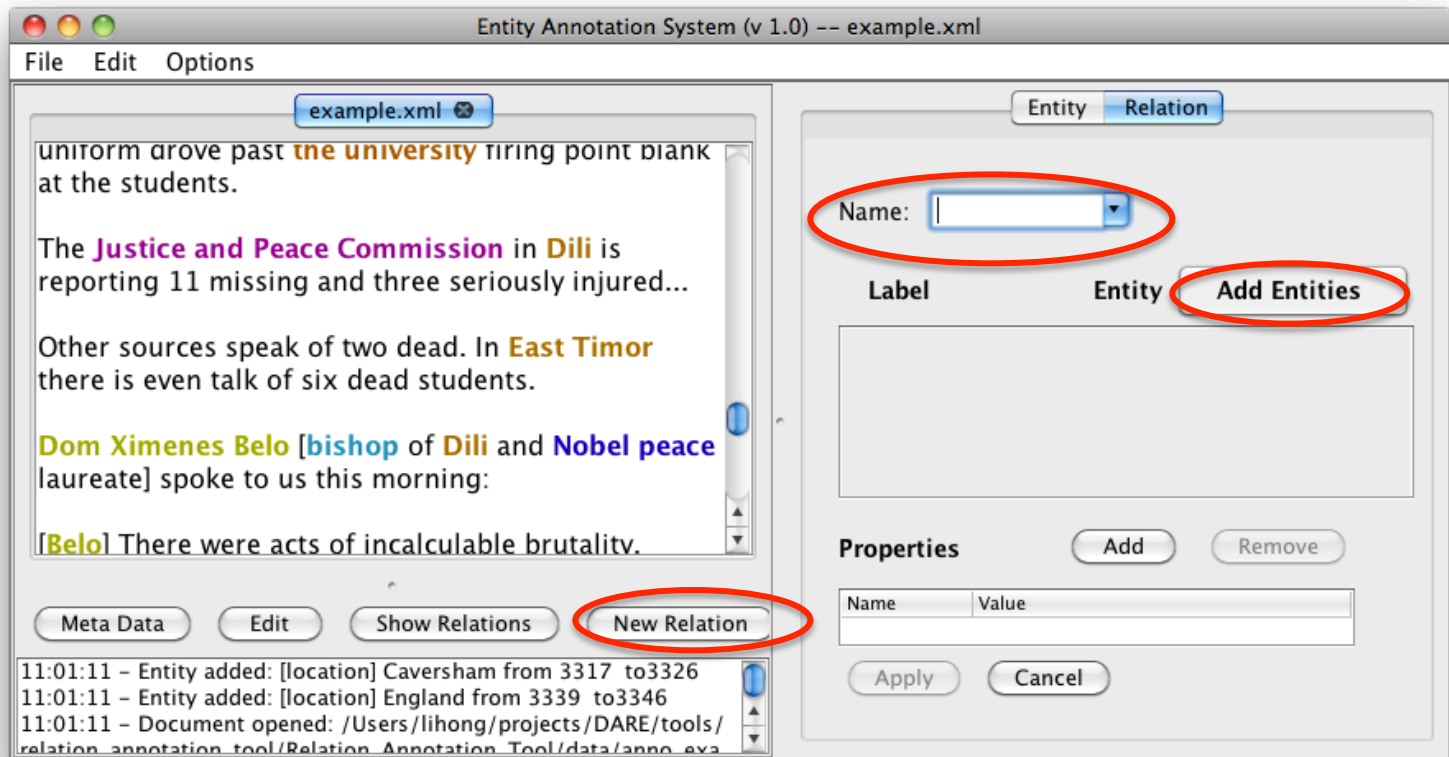 Entity Annotation System (v 1.0) -- example.xml
File Edit Options
example.xml
uniform drove past the university firing point blank
at the students.
The Justice and Peace Commission in Dili is
reporting 11 missing and three seriously injured...
Other sources speak of two dead. In East Timor
there is even talk of six dead students.
Dom Ximenes Belo [bishop of Dili and Nobel peace
laureate] spoke to us this morning:
[Belo] There were acts of incalculable brutality.
Meta Data Edit Show Relations New Relation
11:01:11 – Entity added: [location] Caversham from 3317 to3326
11:01:11 – Entity added: [location] England from 3339 to3346
11:01:11 – Document opened: /Users/lihong/projects/DARE/tools/
relation_annotation_tool/Relation_Annotation_Tool/data/anno_exa
Entity Relation
Name:
Label Entity Add Entities
Properties Add Remove
Name Value
Apply Cancel